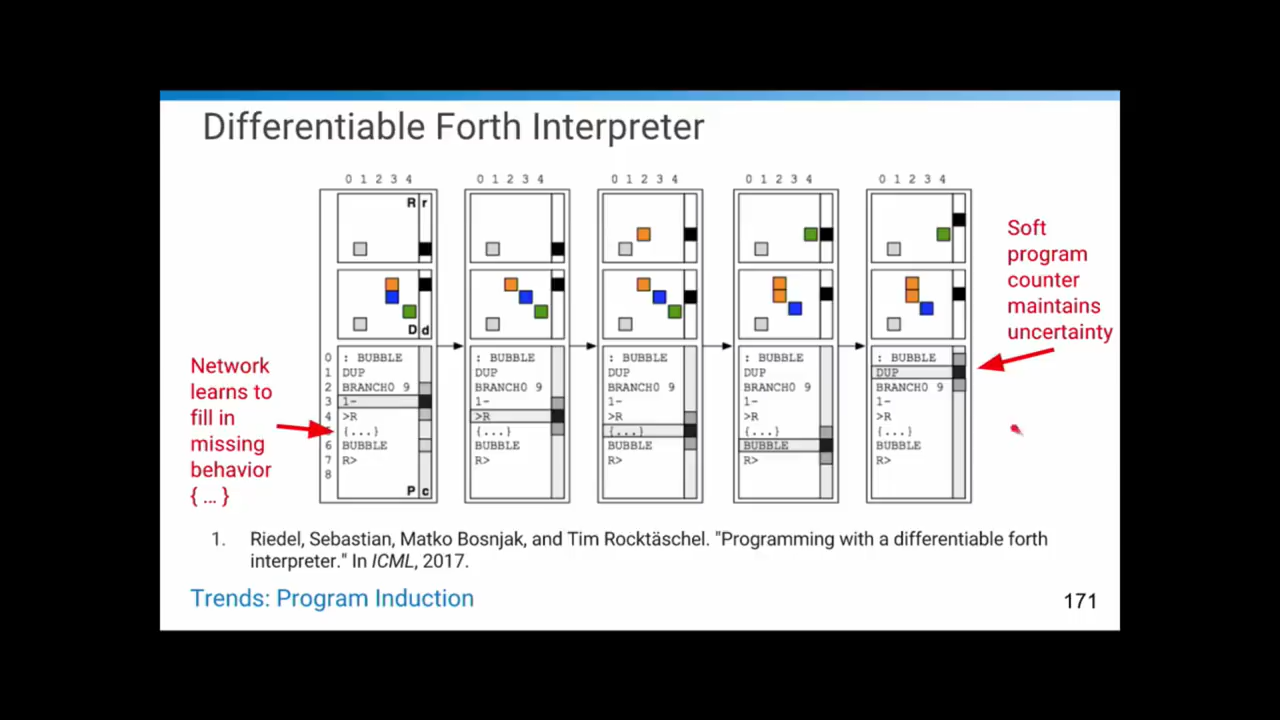 Differentiable Forth Interpreter
0 1 2 3 4
0 1 2 3 4
0 1 2 3 4
0 1 2 3 4
0 1 2 3 4
R r
D d
0 : BUBBLE
1 DUP
2 BRANCH0 9
3 1-
4 >R
5 {...}
6 BUBBLE
7 R>
8
P c
: BUBBLE
DUP
BRANCH0 9
1-
>R
{...}
BUBBLE
R>
: BUBBLE
DUP
BRANCH0 9
1-
>R
{...}
BUBBLE
R>
: BUBBLE
DUP
BRANCH0 9
1-
>R
{...}
BUBBLE
R>
: BUBBLE
DUP
BRANCH0 9
1-
>R
{...}
BUBBLE
R>
Network
learns to
fill in
missing
behavior
{ ... }
Soft
program
counter
maintains
uncertainty
1. Riedel, Sebastian, Matko Bosnjak, and Tim Rocktäschel. "Programming with a differentiable forth
interpreter." In ICML, 2017.
Trends: Program Induction
171